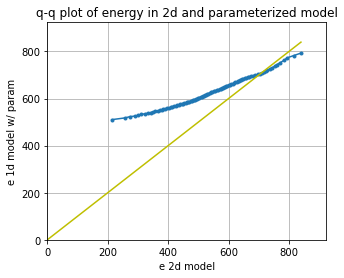 q-q plot of energy in 2d and parameterized model
800
600
400
200
0
0 200 400 600 800
e 1d model w/ param
e 2d model